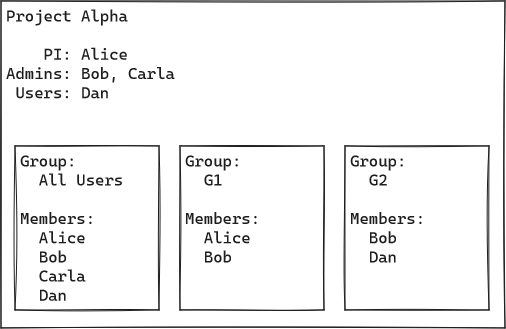 Project Alpha
PI: Alice
Admins: Bob, Carla
Users: Dan
Group:
All Users
Members:
Alice
Bob
Carla
Dan
Group:
G1
Members:
Alice
Bob
Group:
G2
Members:
Bob
Dan